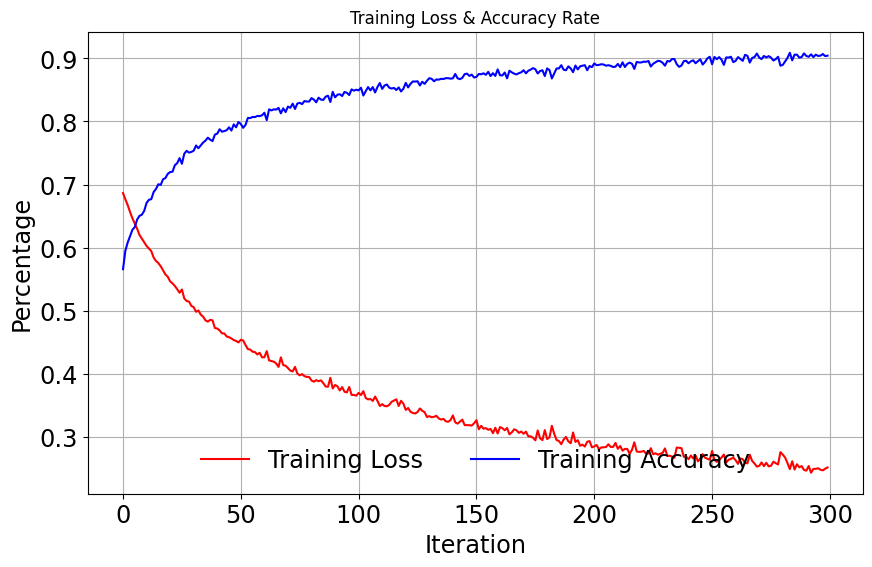 Training Loss & Accuracy Rate
Percentage
0.9
0.8
0.7
0.6
0.5
0.4
0.3
Training Loss Training Accuracy
0 50 100 150 200 250 300
Iteration